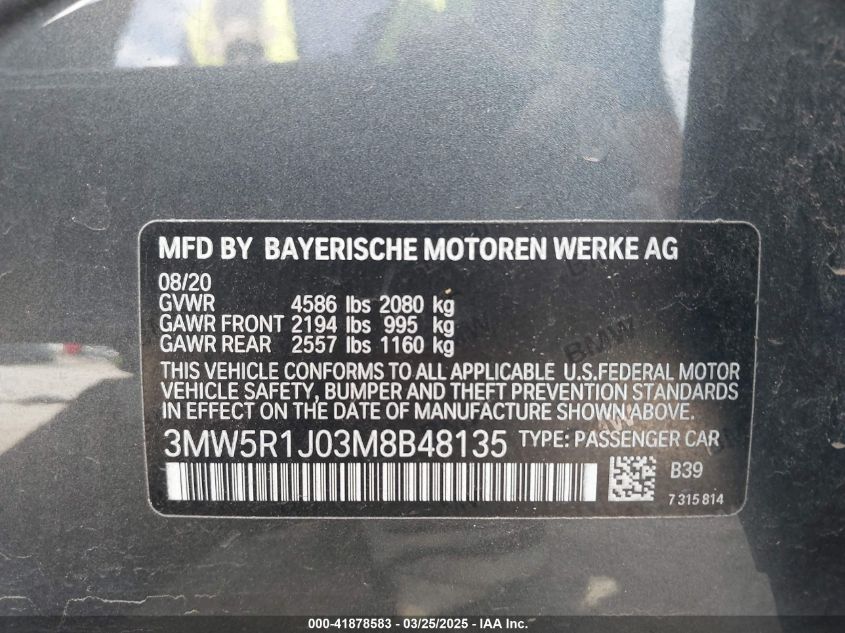 MFD BY BAYERISCHE MOTOREN WERKE AG
08/20
GVWR 4586 lbs 2080 kg
GAWR FRONT 2194 lbs 995 kg
GAWR REAR 2557 lbs 1160 kg
THIS VEHICLE CONFORMS TO ALL APPLICABLE U.S.FEDERAL MOTOR
VEHICLE SAFETY, BUMPER AND THEFT PREVENTION STANDARDS
IN EFFECT ON THE DATE OF MANUFACTURE SHOWN ABOVE.
3MW5R1J03M8B48135 TYPE: PASSENGER CAR
B39
7 315 814
000-41878583 - 03/25/2025 - IAA Inc.